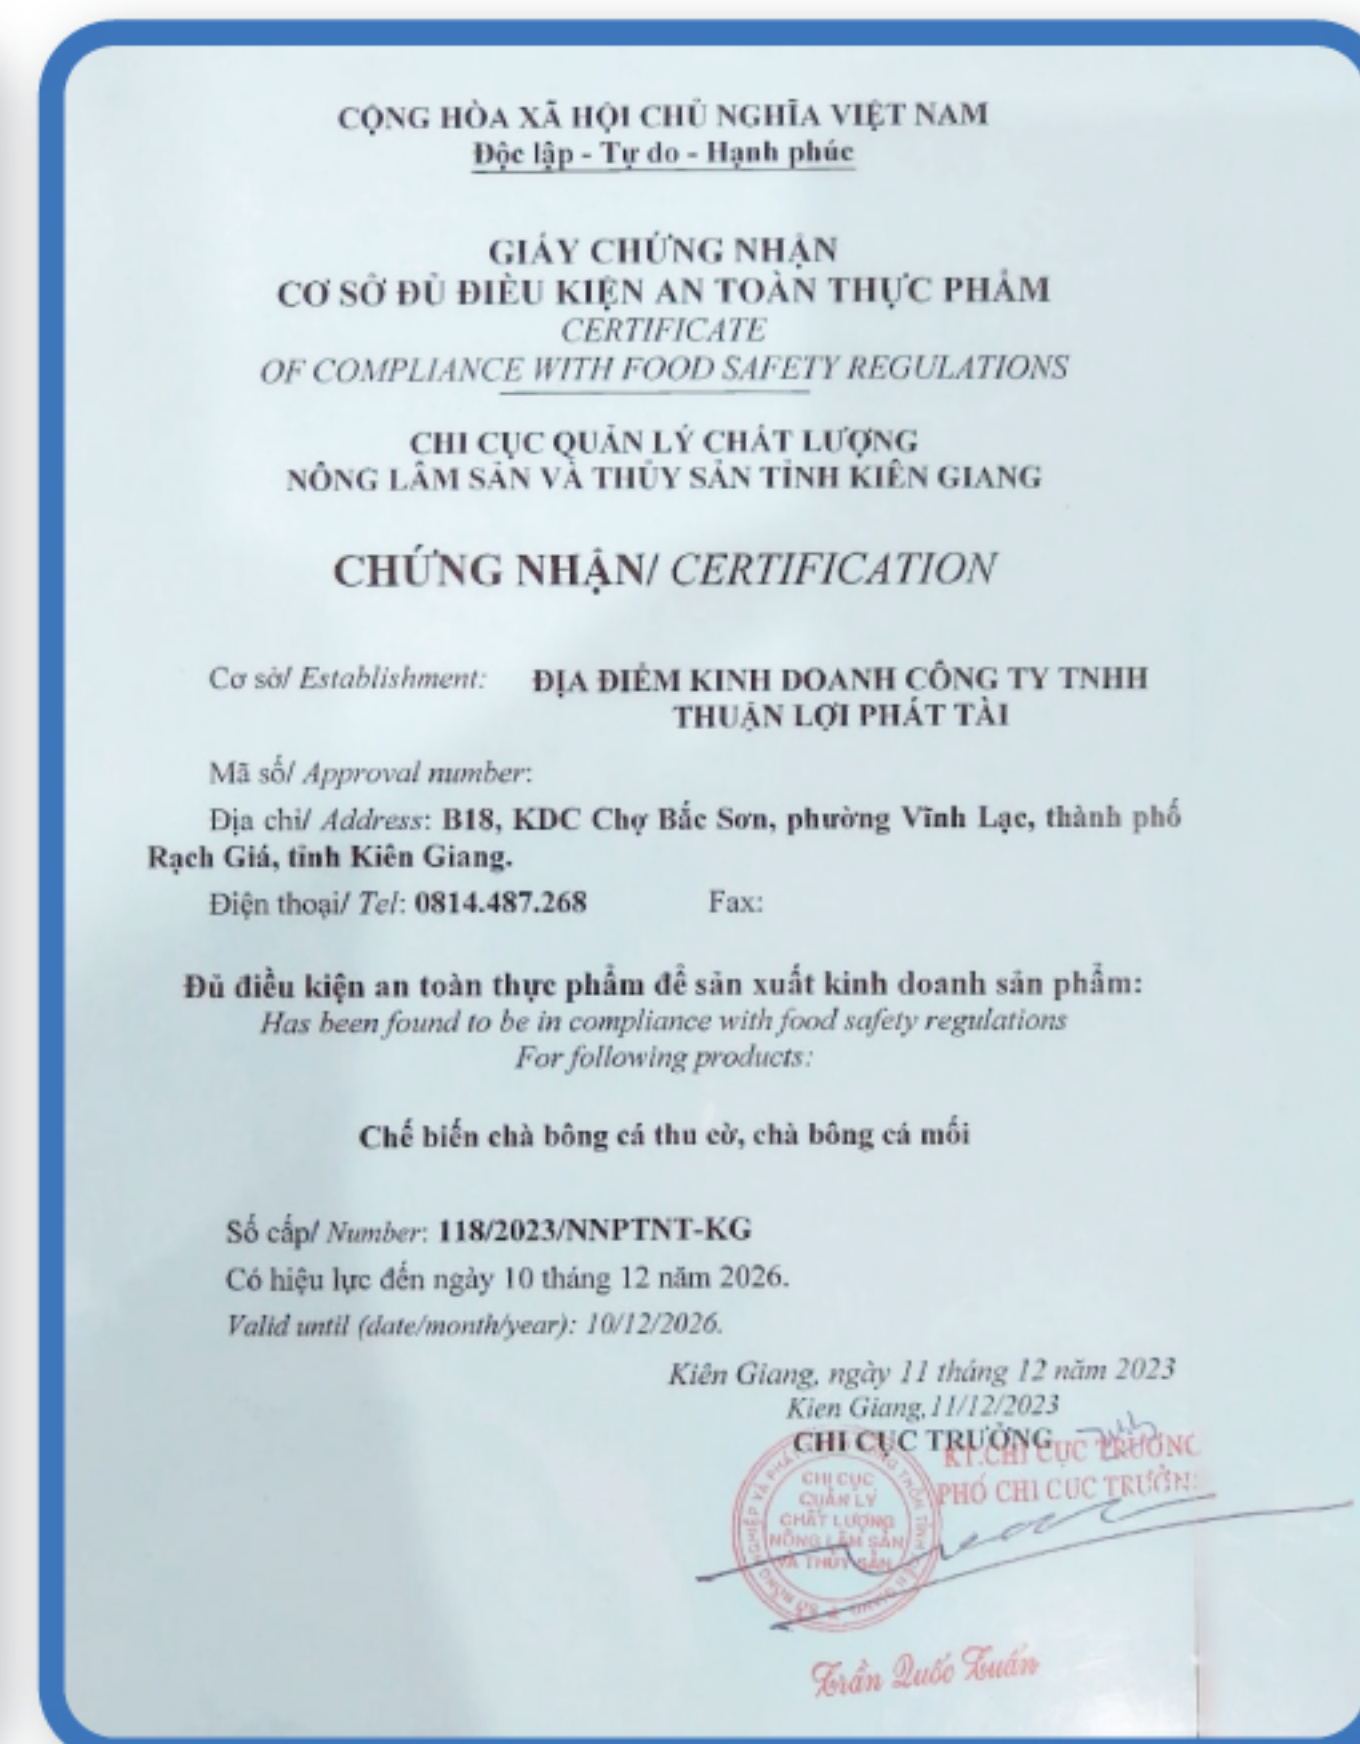 CỘNG HÒA XÃ HỘI CHỦ NGHĨA VIỆT NAM
Độc lập - Tự do - Hạnh phúc
GIẤY CHỨNG NHẬN
CƠ SỞ ĐỦ ĐIỀU KIỆN AN TOÀN THỰC PHẨM
CERTIFICATE
OF COMPLIANCE WITH FOOD SAFETY REGULATIONS
CHI CỤC QUẢN LÝ CHẤT LƯỢNG
NÔNG LÂM SẢN VÀ THỦY SẢN TỈNH KIÊN GIANG
CHỨNG NHẬN/ CERTIFICATION
Cơ sở/ Establishment: ĐỊA ĐIỂM KINH DOANH CÔNG TY TNHH
THUẬN LỢI PHÁT TÀI
Mã số/ Approval number:
Địa chỉ/ Address: B18, KDC Chợ Bắc Sơn, phường Vĩnh Lạc, thành phố
Rạch Giá, tỉnh Kiên Giang.
Điện thoại/ Tel: 0814.487.268 Fax:
Đủ điều kiện an toàn thực phẩm để sản xuất kinh doanh sản phẩm:
Has been found to be in compliance with food safety regulations
For following products:
Chế biến chà bông cá thu cờ, chà bông cá mối
Số cấp/ Number: 118/2023/NNPTNT-KG
Có hiệu lực đến ngày 10 tháng 12 năm 2026.
Valid until (date/month/year): 10/12/2026.
Kiên Giang, ngày 11 tháng 12 năm 2023
Kien Giang, 11/12/2023
CHI CỤC TRƯỞNG
KT.CHI CỤC TRƯỞNG
PHÓ CHI CỤC TRƯỞNG
CHI CỤC
QUẢN LÝ
CHẤT LƯỢNG
NÔNG LÂM SẢN
VÀ THỦY SẢN
Trần Quốc Tuấn